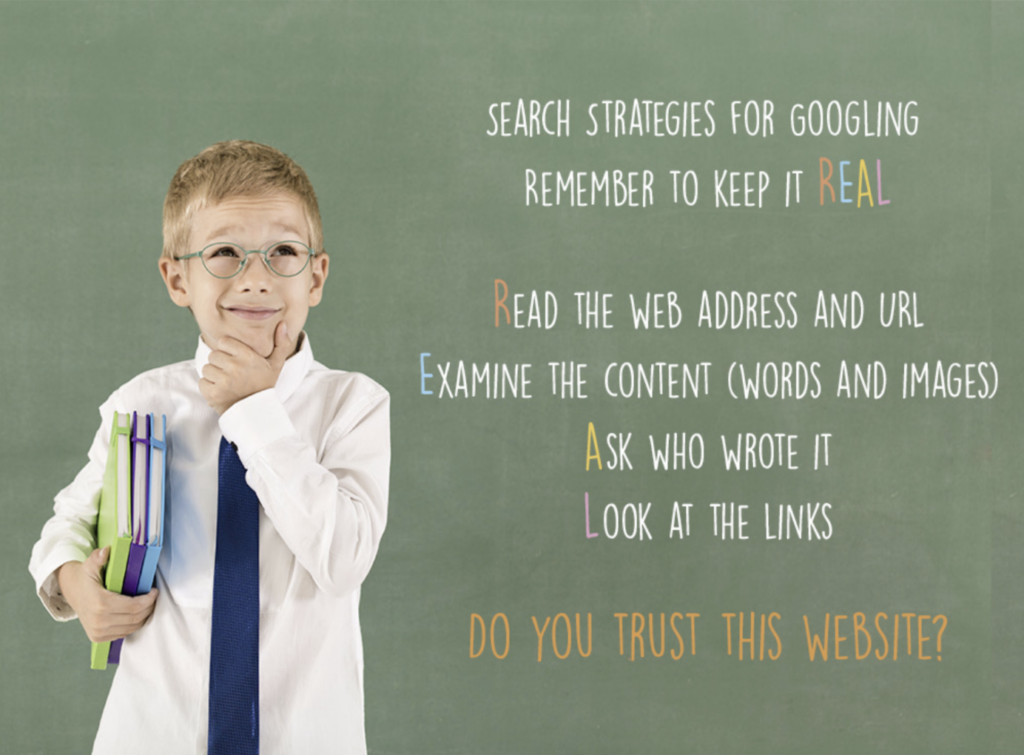 SEARCH STRATEGIES FOR GOOGLING
REMEMBER TO KEEP IT REAL
READ THE WEB ADDRESS AND URL
EXAMINE THE CONTENT (WORDS AND IMAGES)
ASK WHO WROTE IT
LOOK AT THE LINKS
DO YOU TRUST THIS WEBSITE?